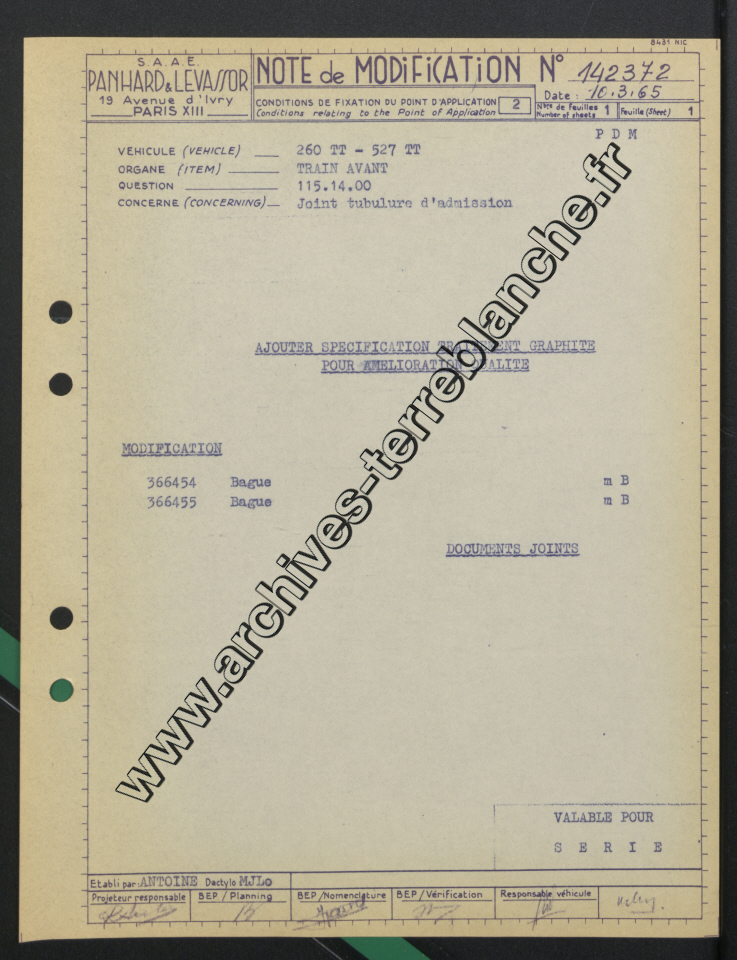 8431 NIC
S.A.A.E.
PANHARD & LEVASSOR
19 Avenue d'Ivry
PARIS XIII
NOTE de MODiFiCATiON N° 142372
Date : 10.3.65
CONDITIONS DE FIXATION DU POINT D'APPLICATION 2
Conditions relating to the Point of Application
Nbre de Feuilles 1
Number of sheets
Feuille (Sheet) 1
P D M
VEHICULE (VEHICLE) 260 TT - 527 TT
ORGANE (ITEM) TRAIN AVANT
QUESTION 115.14.00
CONCERNE (CONCERNING) Joint tubulure d'admission
AJOUTER SPECIFICATION TRAITEMENT GRAPHITE
POUR AMELIORATION QUALITE
MODIFICATION
366454 Bague m B
366455 Bague m B
DOCUMENTS JOINTS
www.archives-terreblanche.fr
VALABLE POUR
S E R I E
Etabli par ANTOINE Dactylo MJLo
Projeteur responsable
BEP / Planning
BEP /Nomenclature
BEP / Vérification
Responsable véhicule